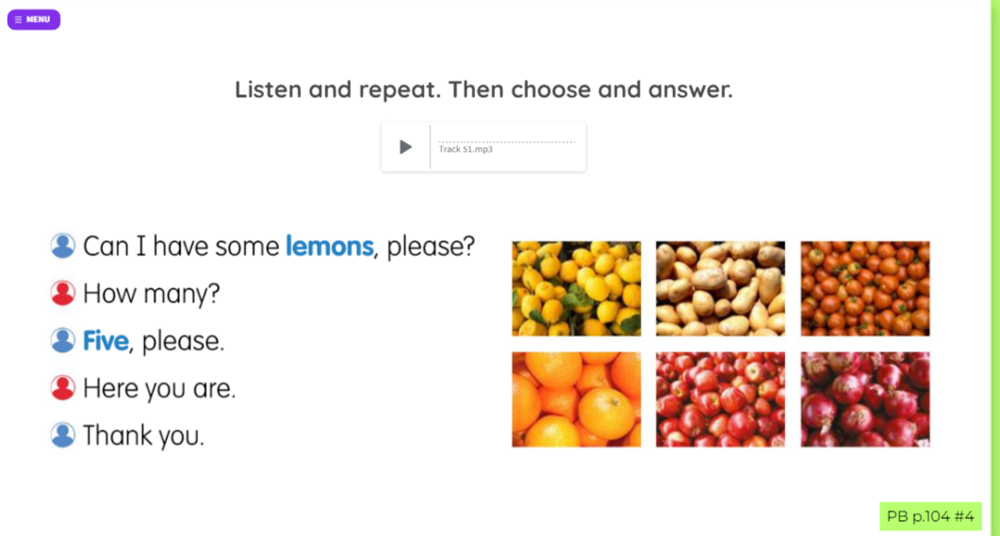 MENU
Listen and repeat. Then choose and answer.
Track 51.mp3
Can I have some lemons, please?
How many?
Five, please.
Here you are.
Thank you.
PB p.104 #4